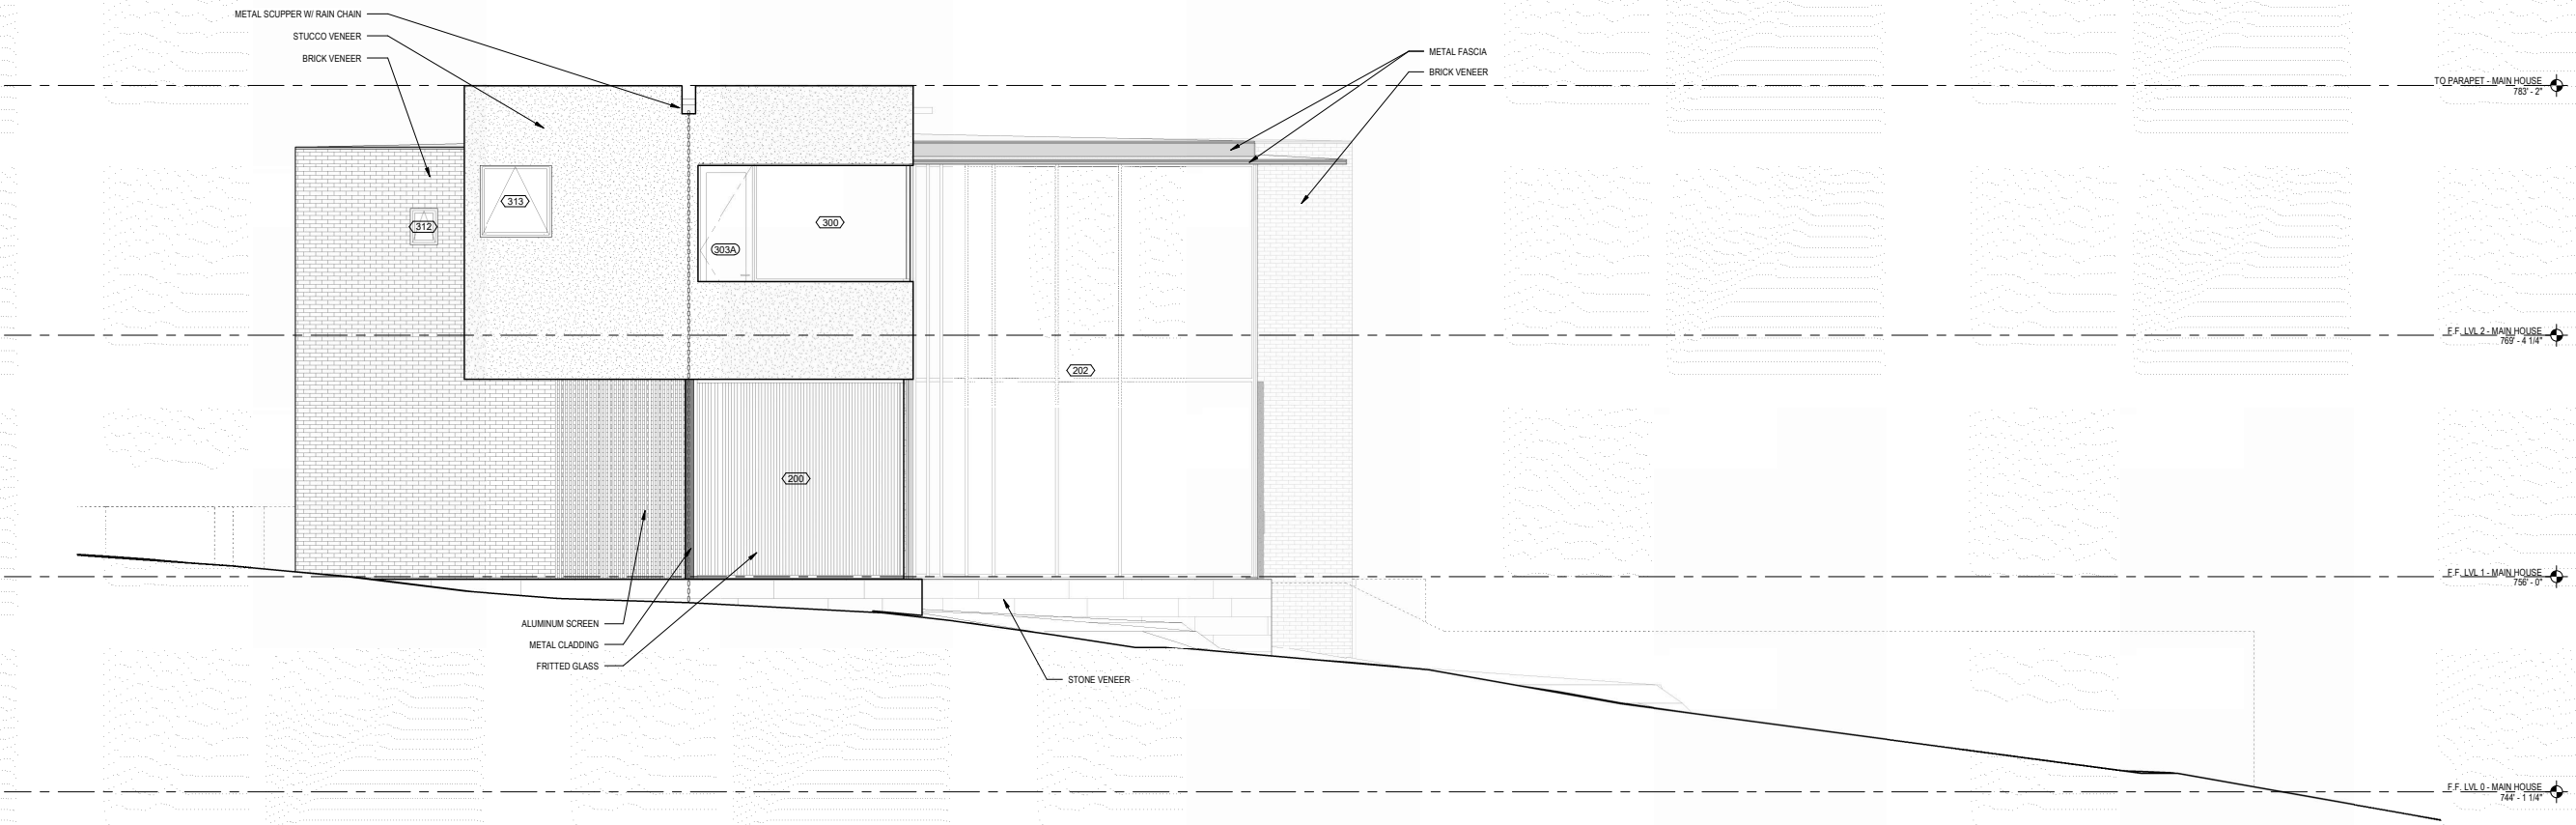 METAL SCUPPER W/ RAIN CHAIN
STUCCO VENEER
BRICK VENEER
METAL FASCIA
BRICK VENEER
TO PARAPET - MAIN HOUSE
783' - 2"
313
312
303A
300
F.F. LVL 2 - MAIN HOUSE
769' - 4 1/4"
202
200
F.F. LVL 1 - MAIN HOUSE
756' - 0"
ALUMINUM SCREEN
METAL CLADDING
FRITTED GLASS
STONE VENEER
F.F. LVL 0 - MAIN HOUSE
744' - 1 1/4"